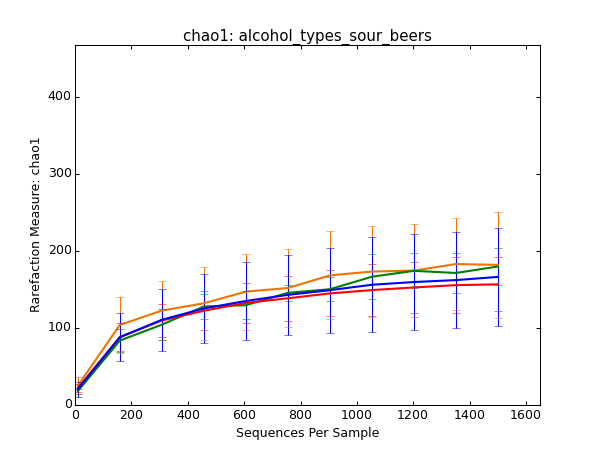 chao1: alcohol_types_sour_beers
Rarefaction Measure: chao1
400
300
200
100
0
0 200 400 600 800 1000 1200 1400 1600
Sequences Per Sample